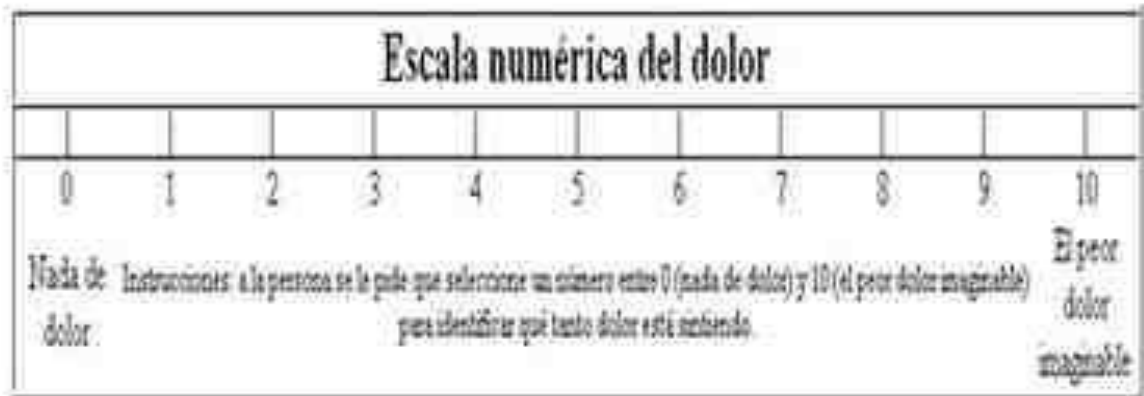 Escala numérica del dolor
0 1 2 3 4 5 6 7 8 9 10
Nada de
dolor
Instrucciones: a la persona se le pide que seleccione un número entre 0 (nada de dolor) y 10 (el peor dolor imaginable)
para identificar qué tanto dolor está sintiendo.
El peor
dolor
imaginable